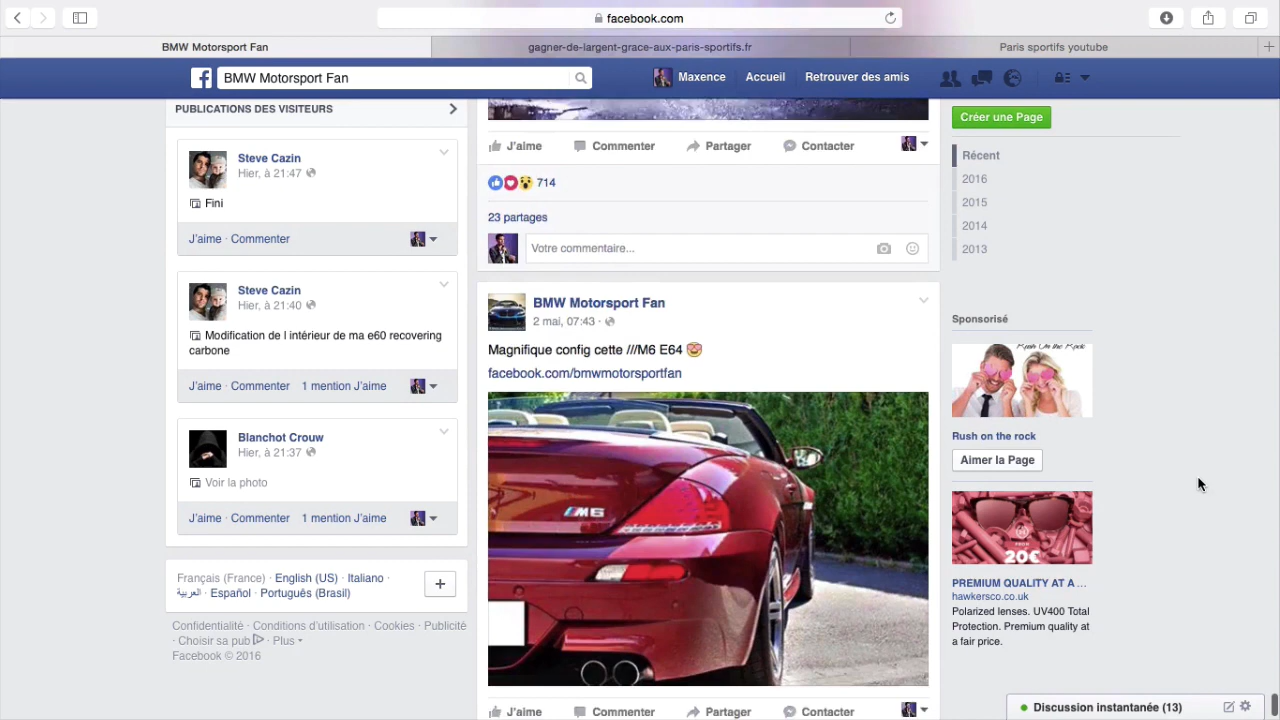 facebook.com
BMW Motorsport Fan
gagner-de-largent-grace-aux-paris-sportifs.fr
Paris sportifs youtube
BMW Motorsport Fan
Maxence
Accueil
Retrouver des amis
PUBLICATIONS DES VISITEURS
Steve Cazin
Hier, à 21:47
Fini
J'aime · Commenter
Steve Cazin
Hier, à 21:40
Modification de l intérieur de ma e60 recovering
carbone
J'aime · Commenter 1 mention J'aime
Blanchot Crouw
Hier, à 21:37
Voir la photo
J'aime · Commenter 1 mention J'aime
Français (France) · English (US) · Italiano ·
العربية · Español · Português (Brasil)
Confidentialité · Conditions d'utilisation · Cookies · Publicité
· Choisir sa pub · Plus
Facebook © 2016
J'aime Commenter Partager Contacter
714
23 partages
Votre commentaire...
BMW Motorsport Fan
2 mai, 07:43 ·
Magnifique config cette ///M6 E64
facebook.com/bmwmotorsportfan
M6
J'aime Commenter Partager Contacter
Créer une Page
Récent
2016
2015
2014
2013
Sponsorisé
Rush On the Rock
Rush on the rock
Aimer la Page
FROM
20€
PREMIUM QUALITY AT A ...
hawkersco.co.uk
Polarized lenses. UV400 Total
Protection. Premium quality at
a fair price.
Discussion instantanée (13)